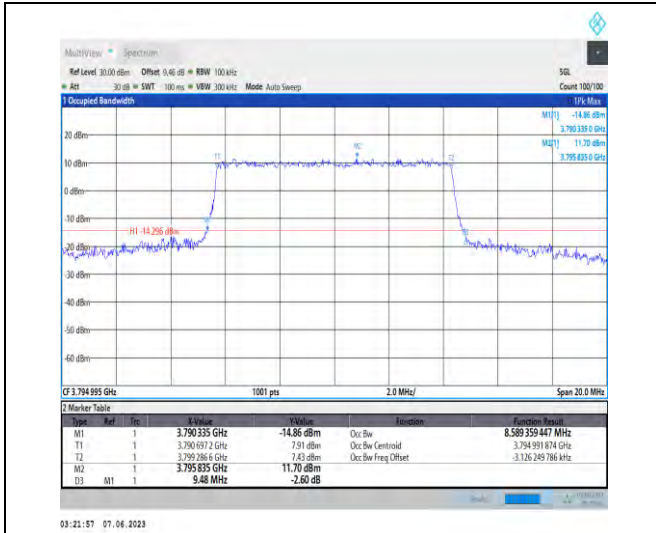 MultiView Spectrum
Ref Level 30.00 dBm Offset 9.46 dB RBW 100 kHz SGL
Att 30 dB SWT 100 ms VBW 300 kHz Mode Auto Sweep Count 100/100
1 Occupied Bandwidth 1Pk Max
M1[1] -14.86 dBm
3.790 335 0 GHz
M2[1] 11.70 dBm
3.795 835 0 GHz
20 dBm
M2
10 dBm
T1
T2
0 dBm
-10 dBm
H1 -14.296 dBm
-20 dBm
-30 dBm
-40 dBm
-50 dBm
-60 dBm
CF 3.794 995 GHz 1001 pts 2.0 MHz/ Span 20.0 MHz
2 Marker Table
Type Ref Trc X-Value Y-Value Function Function Result
M1 1 3.790335 GHz -14.86 dBm Occ Bw 8.589 359 447 MHz
T1 1 3.790 697 2 GHz 7.91 dBm Occ Bw Centroid 3.794 991 874 GHz
T2 1 3.799 286 6 GHz 7.43 dBm Occ Bw Freq Offset -3.126 249 786 kHz
M2 1 3.795835 GHz 11.70 dBm
D3 M1 1 9.48 MHz -2.60 dB
03:21:57 07.06.2023